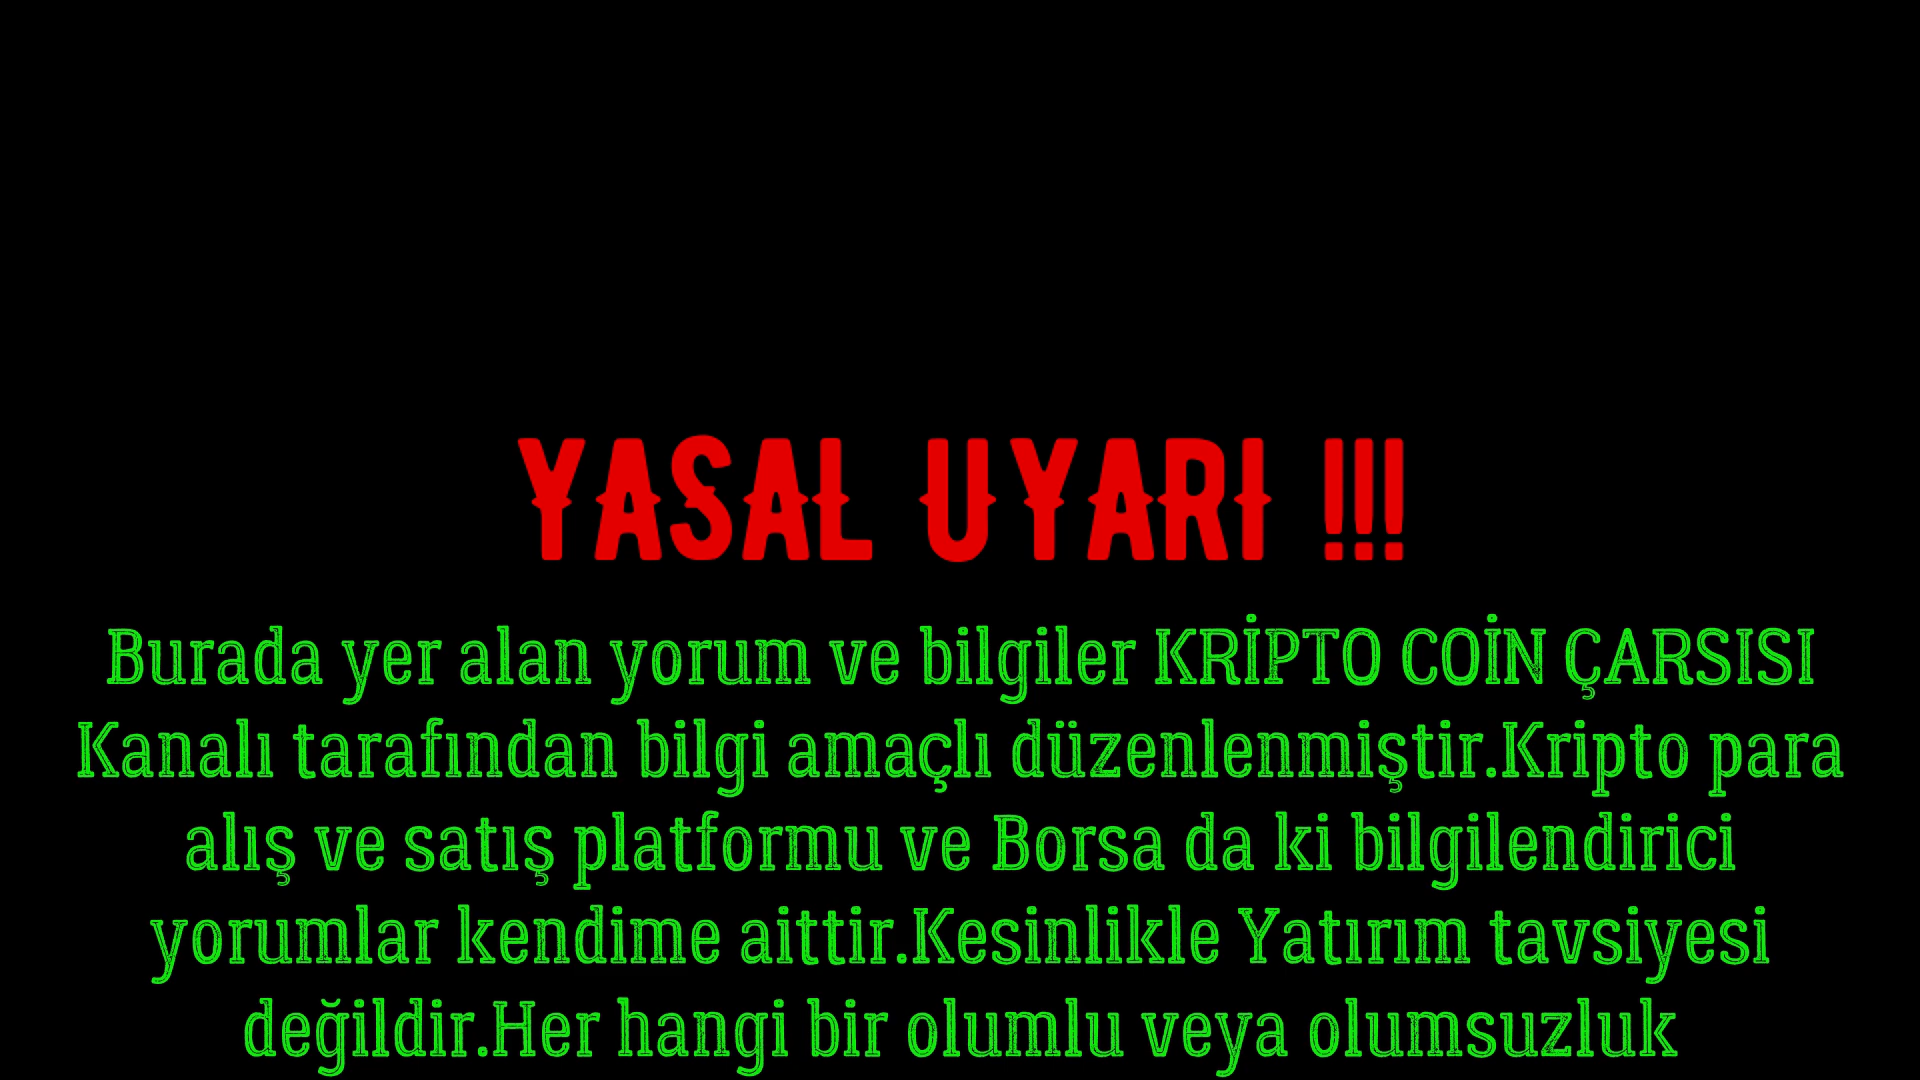 YASAL UYARI !!!
Burada yer alan yorum ve bilgiler KRİPTO COİN ÇARSISI
Kanalı tarafından bilgi amaçlı düzenlenmiştir.Kripto para
alış ve satış platformu ve Borsa da ki bilgilendirici
yorumlar kendime aittir.Kesinlikle Yatırım tavsiyesi
değildir.Her hangi bir olumlu veya olumsuzluk